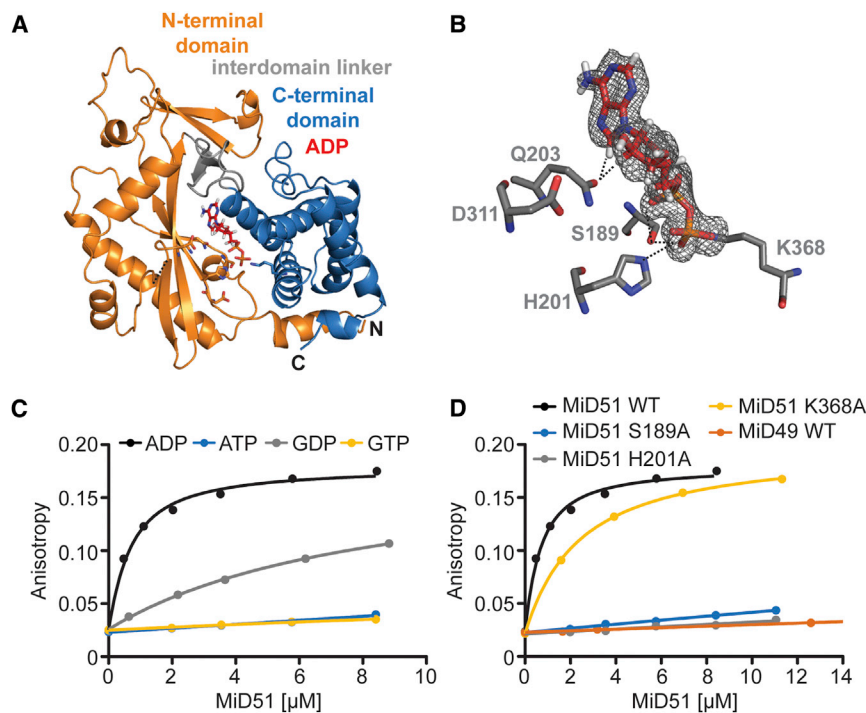 A
N-terminal
domain
interdomain linker
C-terminal
domain
ADP
N
C
B
Q203
D311
S189
H201
K368
C
ADP ATP GDP GTP
0.20
0.15
0.10
0.05
0
Anisotropy
0 2 4 6 8 10
MiD51 [µM]
D
MiD51 WT MiD51 K368A
MiD51 S189A MiD49 WT
MiD51 H201A
0.20
0.15
0.10
0.05
0
Anisotropy
0 2 4 6 8 10 12 14
MiD51 [µM]